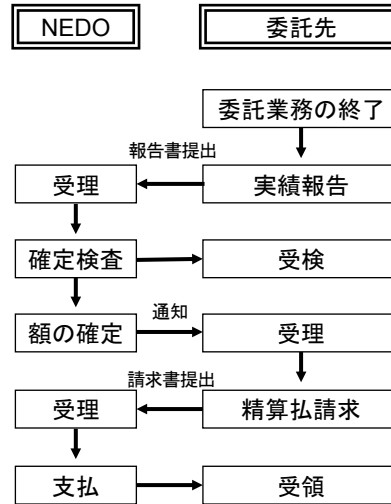 NEDO 委託先
委託業務の終了
報告書提出
受理 実績報告
確定検査 受検
通知
額の確定 受理
請求書提出
受理 精算払請求
支払 受領